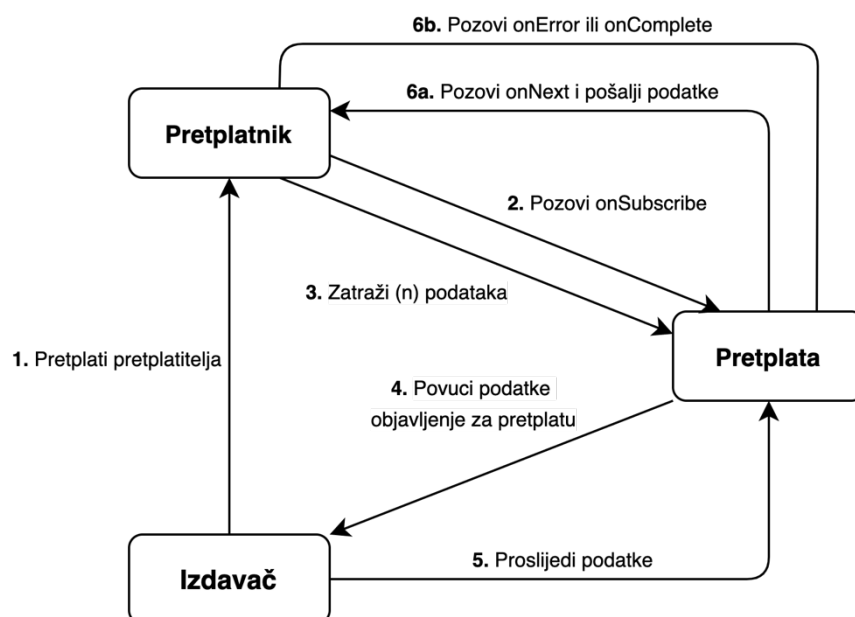 6b. Pozovi onError ili onComplete
6a. Pozovi onNext i pošalji podatke
Pretplatnik
2. Pozovi onSubscribe
3. Zatraži (n) podataka
1. Pretplati pretplatitelja
Pretplata
4. Povuci podatke
objavljenje za pretplatu
5. Proslijedi podatke
Izdavač